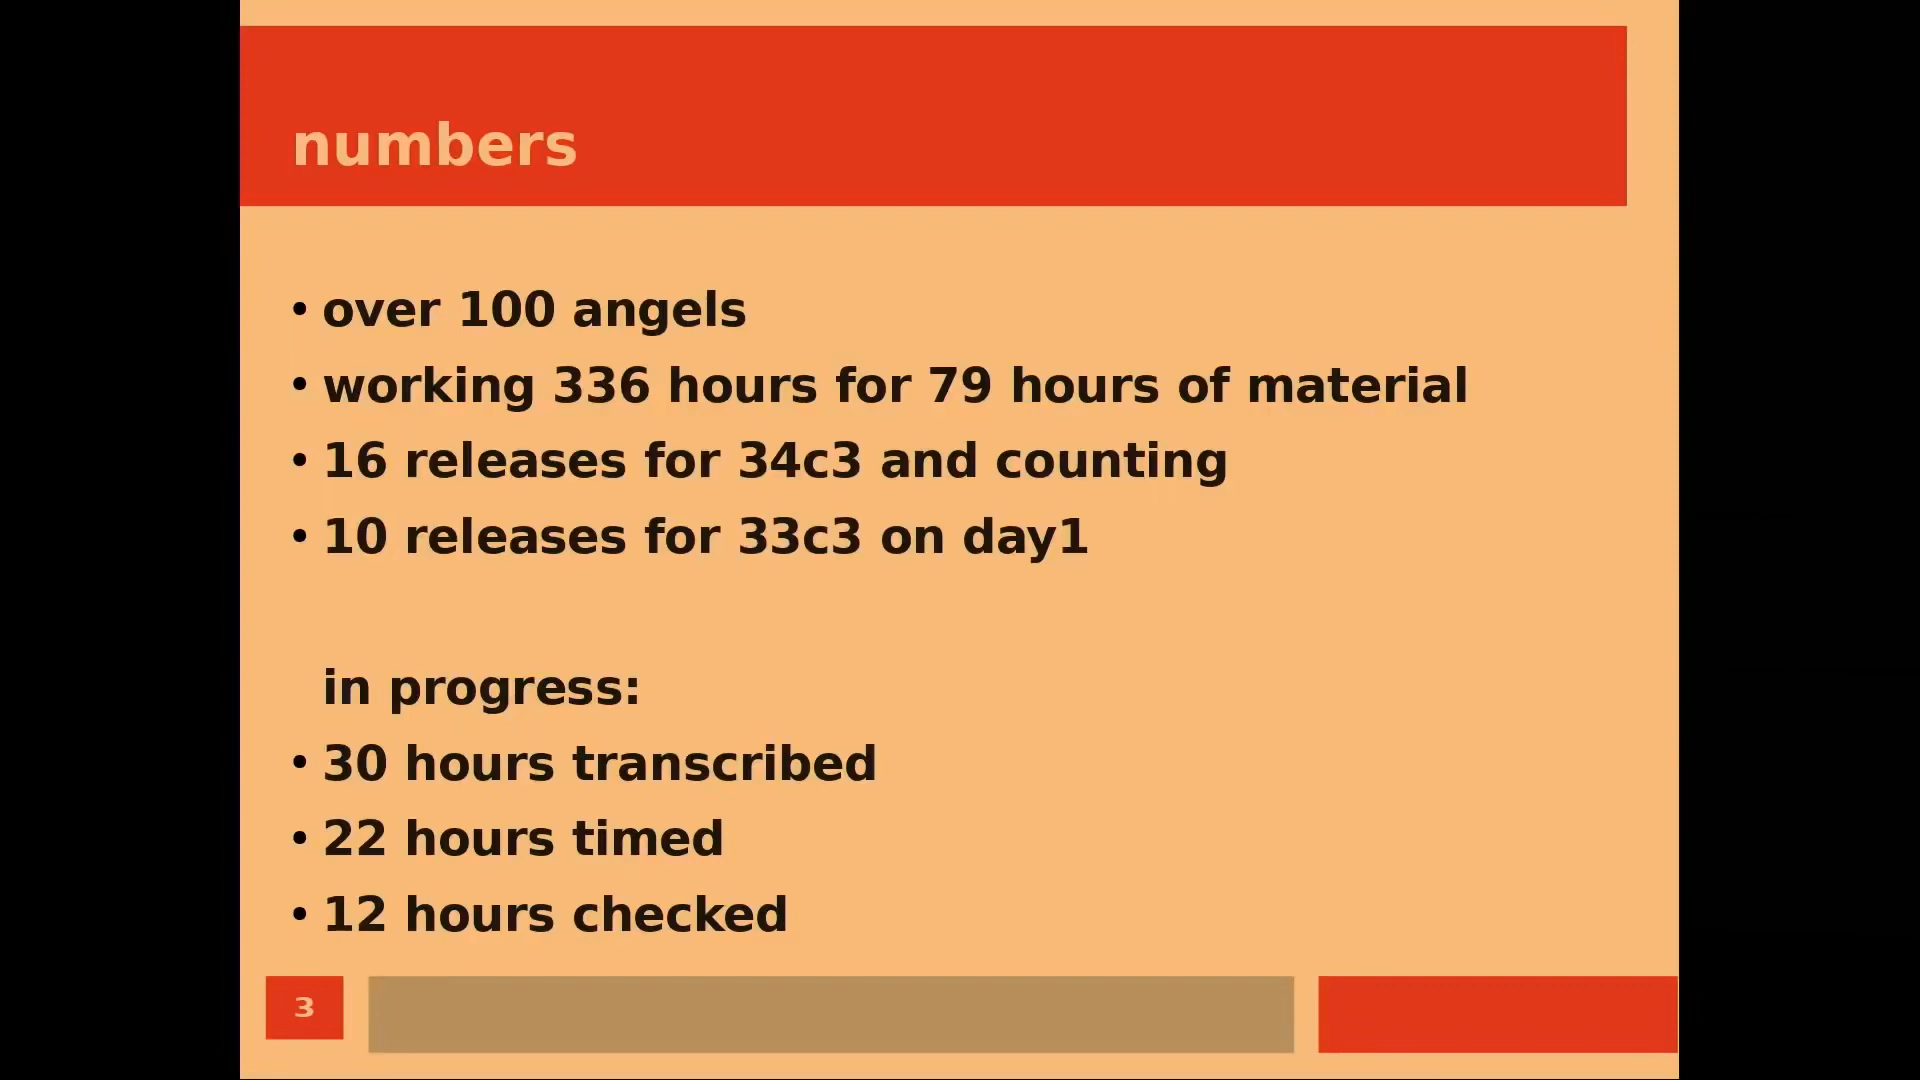 numbers
• over 100 angels
• working 336 hours for 79 hours of material
• 16 releases for 34c3 and counting
• 10 releases for 33c3 on day1
in progress:
• 30 hours transcribed
• 22 hours timed
• 12 hours checked
3